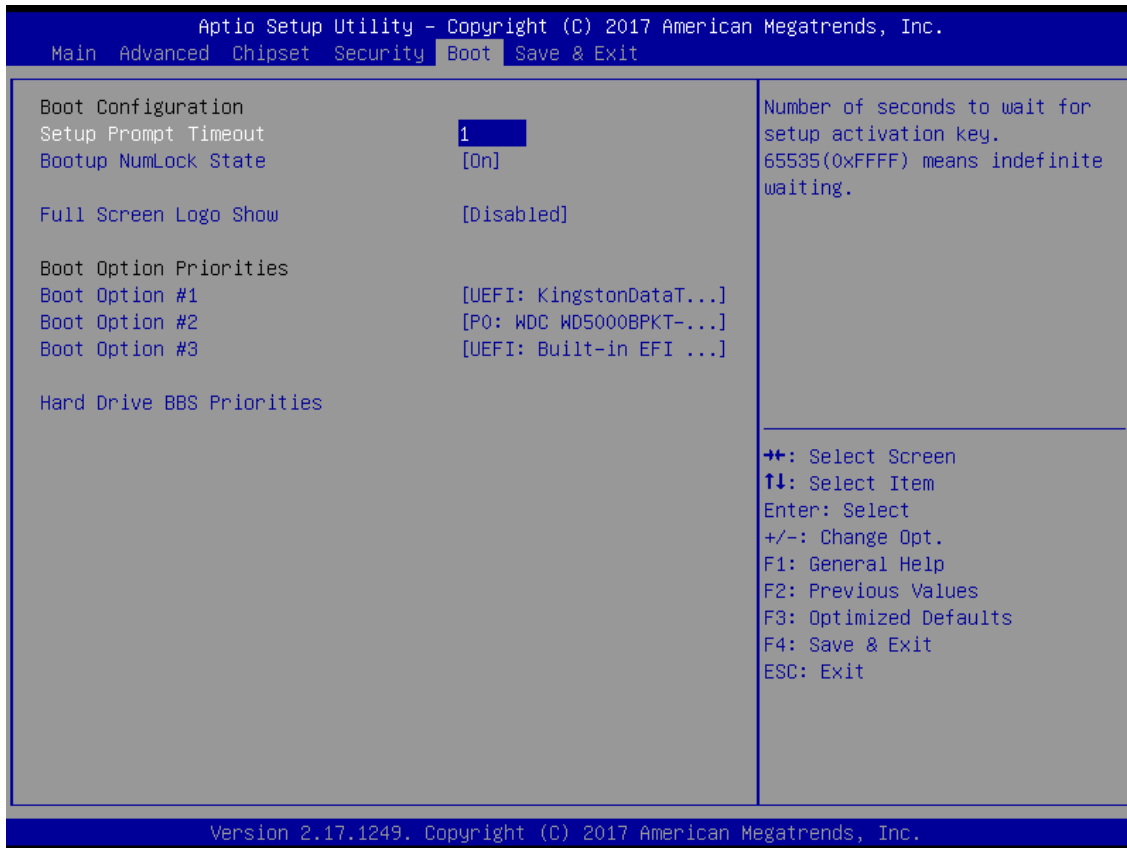 Aptio Setup Utility – Copyright (C) 2017 American Megatrends, Inc.
Main Advanced Chipset Security Boot Save & Exit
Boot Configuration
Setup Prompt Timeout 1
Bootup NumLock State [On]
Full Screen Logo Show [Disabled]
Boot Option Priorities
Boot Option #1 [UEFI: KingstonDataT...]
Boot Option #2 [P0: WDC WD5000BPKT-...]
Boot Option #3 [UEFI: Built-in EFI ...]
Hard Drive BBS Priorities
Number of seconds to wait for
setup activation key.
65535(0xFFFF) means indefinite
waiting.
→←: Select Screen
↑↓: Select Item
Enter: Select
+/-: Change Opt.
F1: General Help
F2: Previous Values
F3: Optimized Defaults
F4: Save & Exit
ESC: Exit
Version 2.17.1249. Copyright (C) 2017 American Megatrends, Inc.